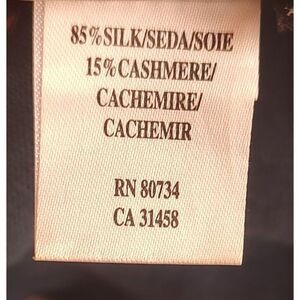 85%SILK/SEDA/SOIE
15%CASHMERE/
CACHEMIRE/
CACHEMIR
RN 80734
CA 31458